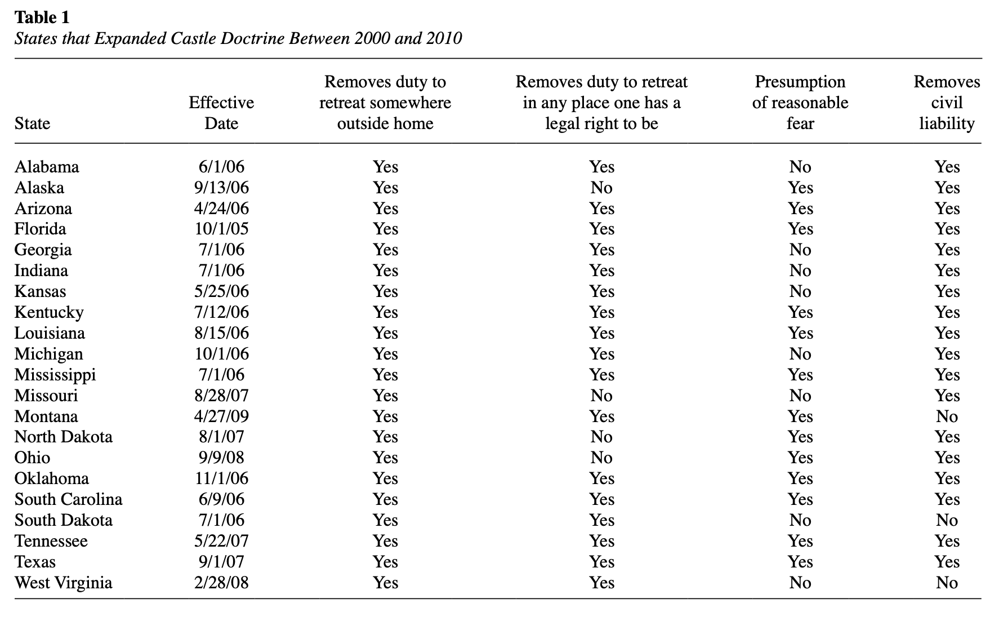 Table 1
States that Expanded Castle Doctrine Between 2000 and 2010
State Effective Date Removes duty to retreat somewhere outside home Removes duty to retreat in any place one has a legal right to be Presumption of reasonable fear Removes civil liability
Alabama 6/1/06 Yes Yes No Yes
Alaska 9/13/06 Yes No Yes Yes
Arizona 4/24/06 Yes Yes Yes Yes
Florida 10/1/05 Yes Yes Yes Yes
Georgia 7/1/06 Yes Yes No Yes
Indiana 7/1/06 Yes Yes No Yes
Kansas 5/25/06 Yes Yes No Yes
Kentucky 7/12/06 Yes Yes Yes Yes
Louisiana 8/15/06 Yes Yes Yes Yes
Michigan 10/1/06 Yes Yes No Yes
Mississippi 7/1/06 Yes Yes Yes Yes
Missouri 8/28/07 Yes No No Yes
Montana 4/27/09 Yes Yes Yes No
North Dakota 8/1/07 Yes No Yes Yes
Ohio 9/9/08 Yes No Yes Yes
Oklahoma 11/1/06 Yes Yes Yes Yes
South Carolina 6/9/06 Yes Yes Yes Yes
South Dakota 7/1/06 Yes Yes No No
Tennessee 5/22/07 Yes Yes Yes Yes
Texas 9/1/07 Yes Yes Yes Yes
West Virginia 2/28/08 Yes Yes No No